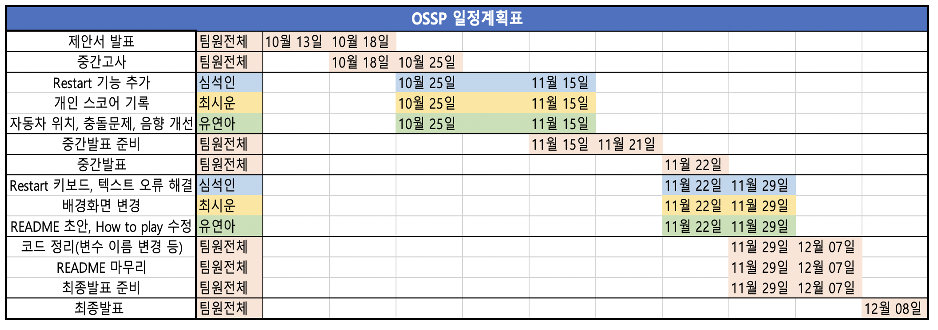 OSSP 일정계획표
제안서 발표 팀원전체 10월 13일 10월 18일
중간고사 팀원전체 10월 18일 10월 25일
Restart 기능 추가 심석인 10월 25일 11월 15일
개인 스코어 기록 최시운 10월 25일 11월 15일
자동차 위치, 충돌문제, 음향 개선 유연아 10월 25일 11월 15일
중간발표 준비 팀원전체 11월 15일 11월 21일
중간발표 팀원전체 11월 22일
Restart 키보드, 텍스트 오류 해결 심석인 11월 22일 11월 29일
배경화면 변경 최시운 11월 22일 11월 29일
README 초안, How to play 수정 유연아 11월 22일 11월 29일
코드 정리(변수 이름 변경 등) 팀원전체 11월 29일 12월 07일
README 마무리 팀원전체 11월 29일 12월 07일
최종발표 준비 팀원전체 11월 29일 12월 07일
최종발표 팀원전체 12월 08일